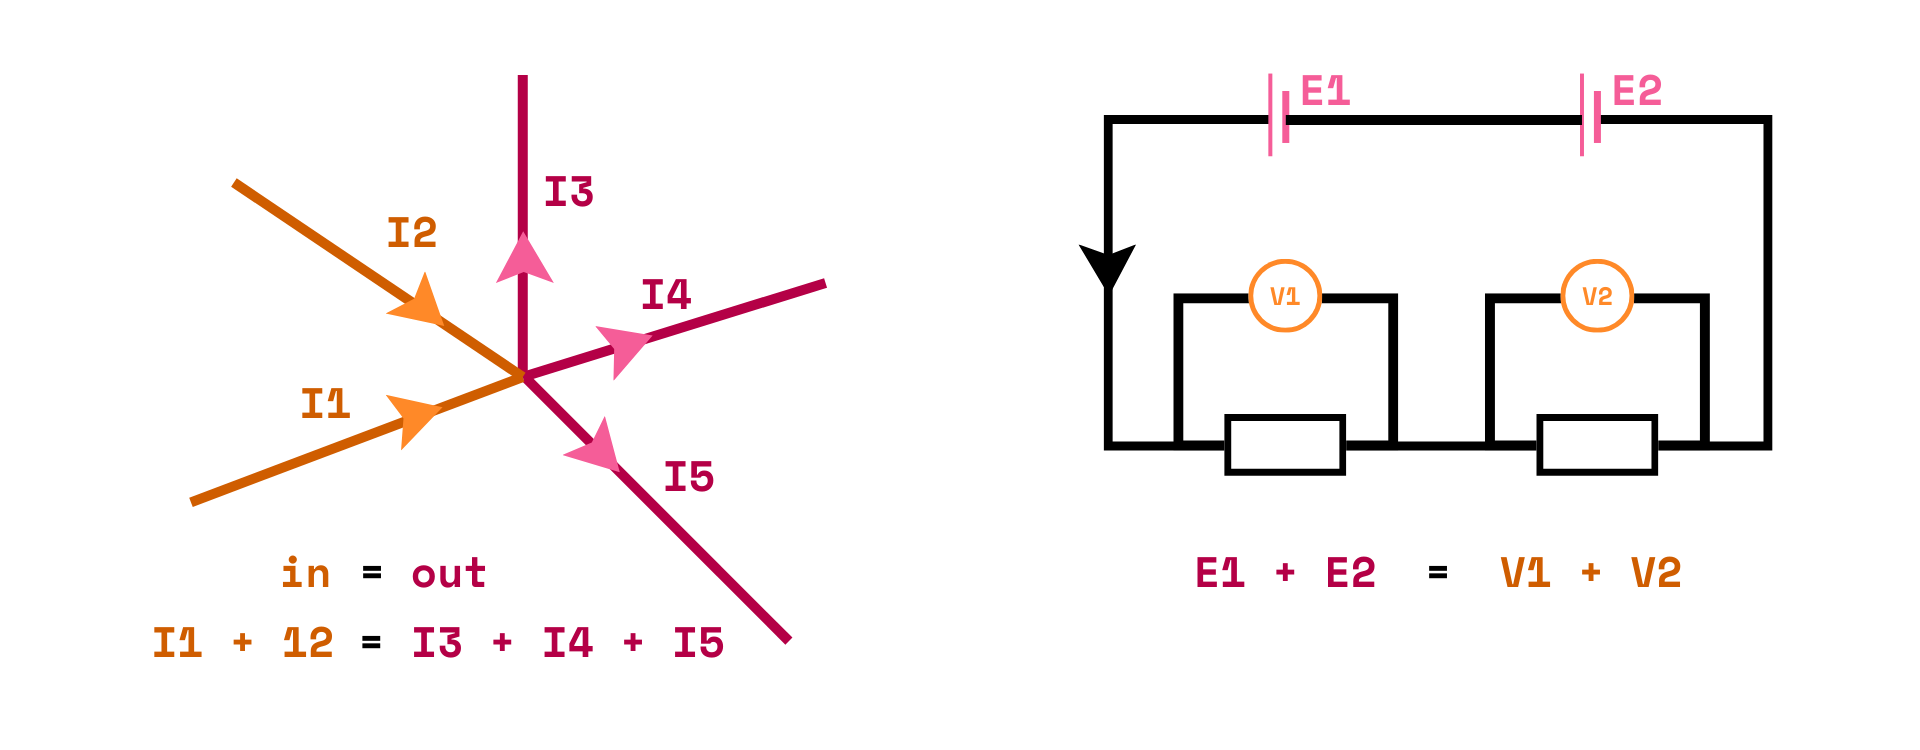 I3
I2
I4
I1
I5
in = out
I1 + 12 = I3 + I4 + I5
E1
E2
V1
V2
E1 + E2 = V1 + V2